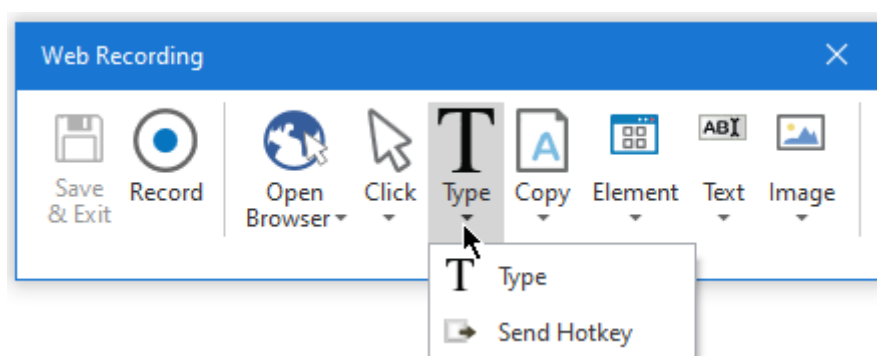 Web Recording
Save
& Exit
Record
Open
Browser
Click
Type
Copy
Element
Text
Image
A
ABI
T
T
Type
Send Hotkey